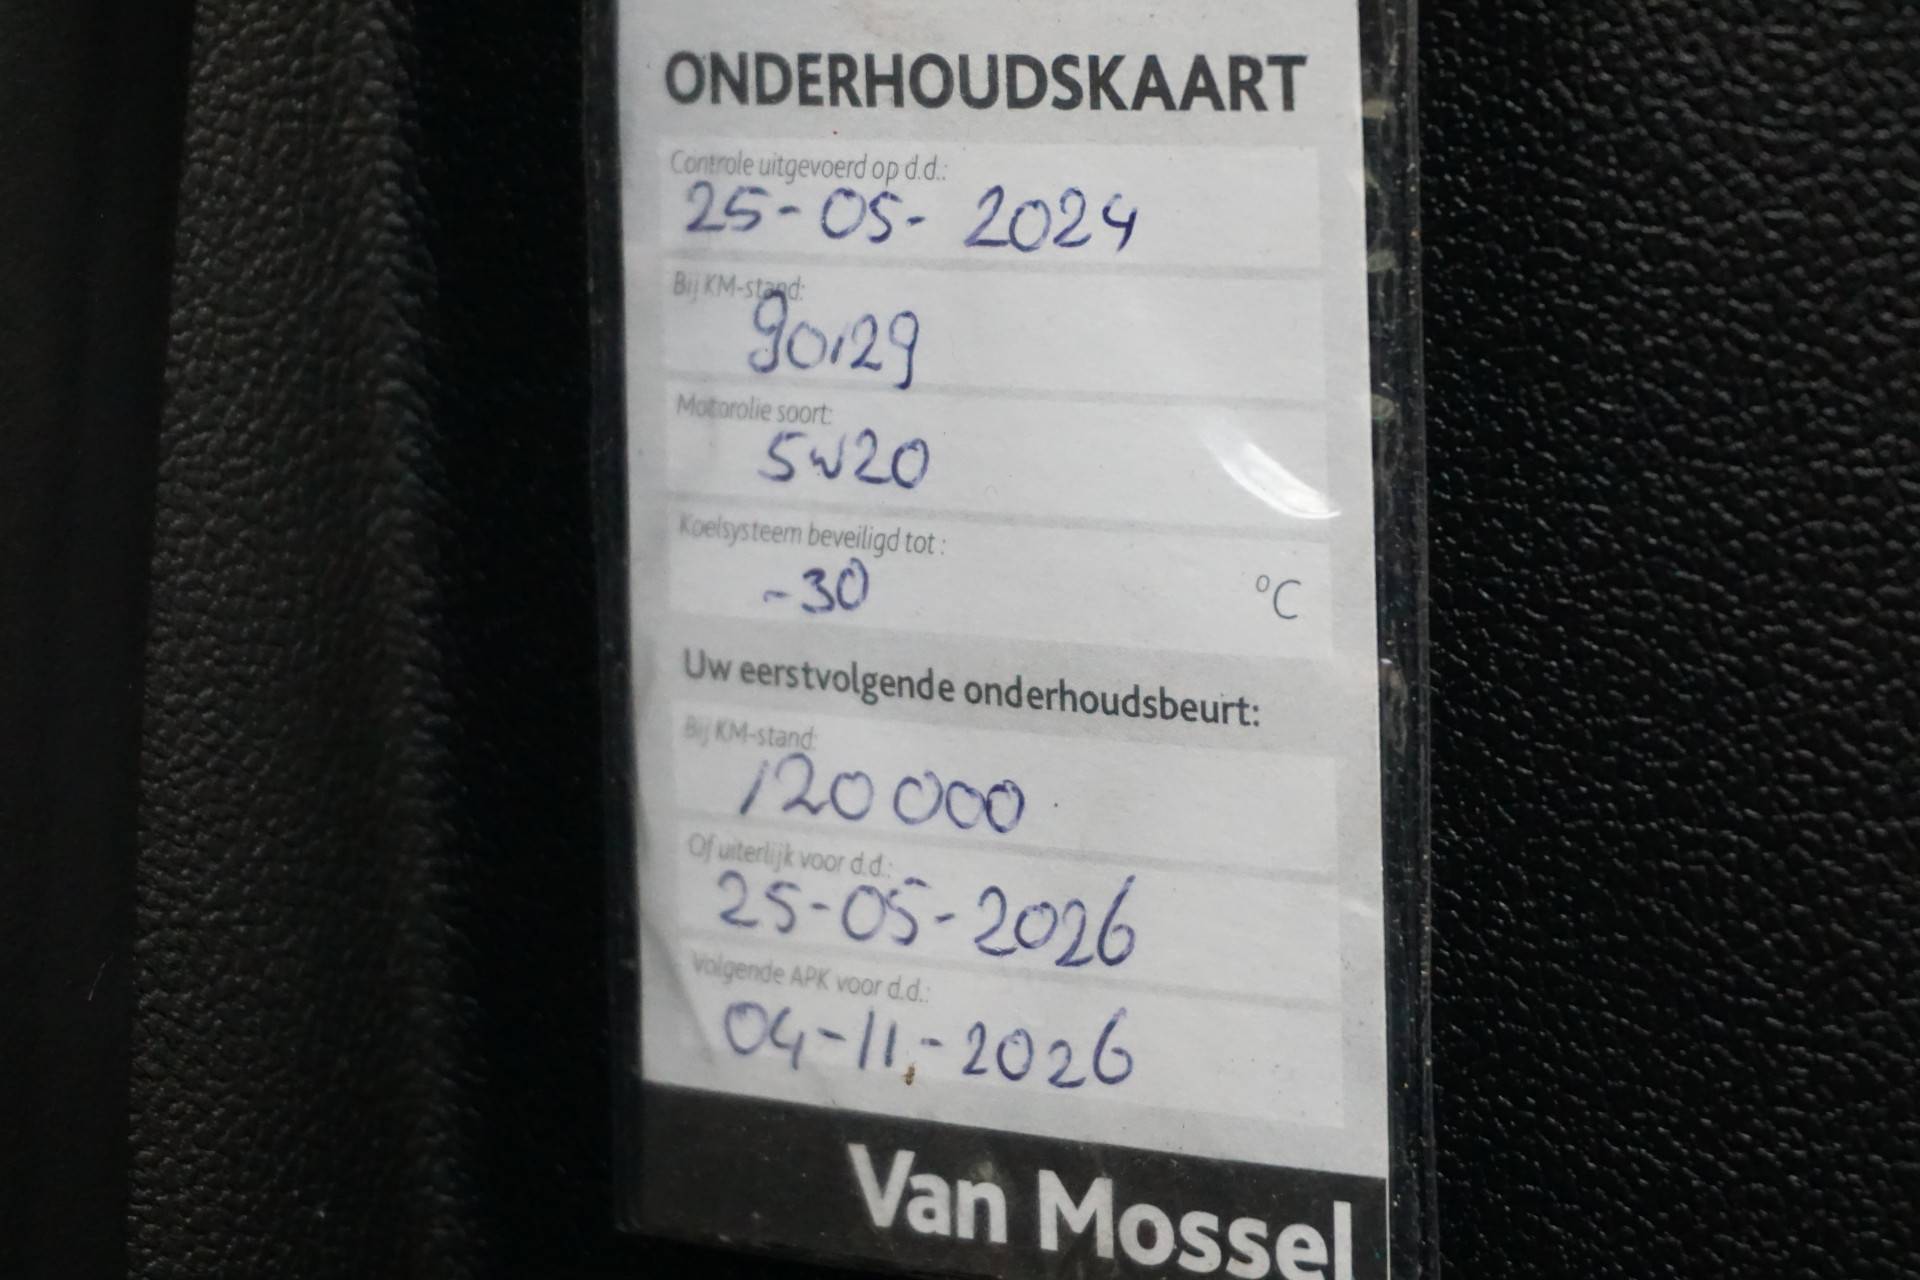 ONDERHOUDSKAART
Controle uitgevoerd op d.d.:
25-05-2024
Bij KM-stand:
90129
Motorolie soort:
5W20
Koelsysteem beveiligd tot :
-30 °C
Uw eerstvolgende onderhoudsbeurt:
Bij KM-stand:
120 000
Of uiterlijk voor d.d.:
25-05-2026
Volgende APK voor d.d.:
04-11-2026
Van Mossel